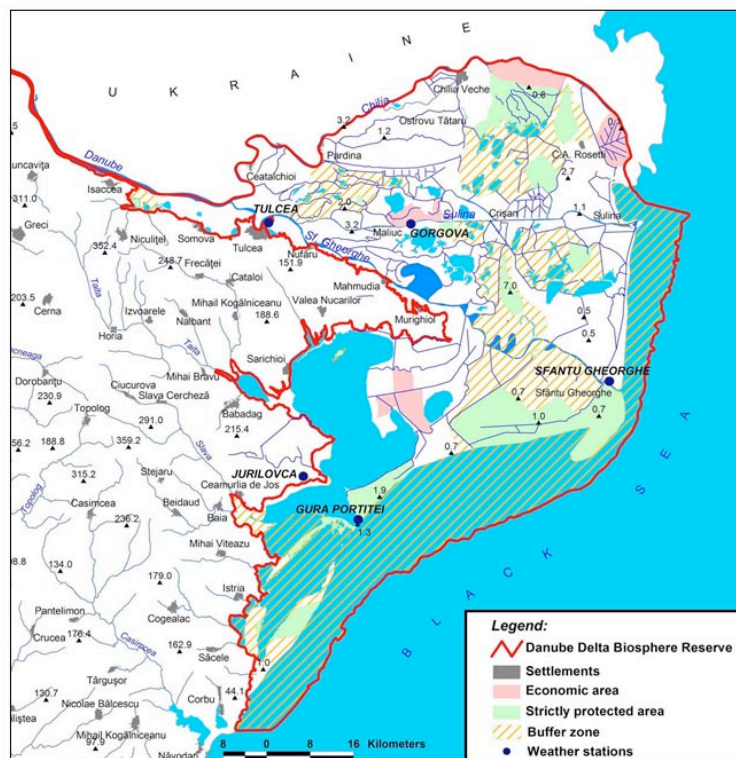 U K R A I N E
Chilia
Chilia Veche
0.6
Ostrovu Tătaru
3.2
1.2
Danube
Pardina
C.A. Rosetti
Ceatalchioi
Isaccea
2.7
311.0
TULCEA
2.0
Sulina
Crişan
1.1
Sulina
Greci
Niculiţel
Somova
Tulcea
3.2
Maliuc
GORGOVA
352.4
Nufăru
Sf. Gheorghe
248.7
Frecăţei
151.9
Cataloi
Mahmudia
7.0
203.5
Taita
Mihail Kogălniceanu
Valea Nucarilor
Cerna
Izvoarele
188.6
Murighiol
0.5
Nalbant
Horia
Taita
0.5
Sarichioi
Mihai Bravu
SFANTU GHEORGHE
Dorobanţu
Ciucurova
Sfântu Gheorghe
230.9
Slava Cercheză
0.7
Babadag
Topolog
291.0
215.4
1.0
0.7
188.8
359.2
Slava
0.7
315.2
Stejaru
JURILOVCA
Topolog
Ceamurlia de Jos
Casimcea
Beidaud
1.9
Baia
GURA PORTITEI
236.2
1.3
Mihai Viteazu
134.0
179.0
Istria
B L A C K S E A
Cogealac
Pantelimon
Crucea
176.4
Casimcea
162.9
Săcele
1.0
Târguşor
130.7
44.1
Corbu
Nicolae Bălcescu
Mihail Kogălniceanu
97.9
Năvodari
8 0 8 16 Kilometers
Legend:
Danube Delta Biosphere Reserve
Settlements
Economic area
Strictly protected area
Buffer zone
Weather stations